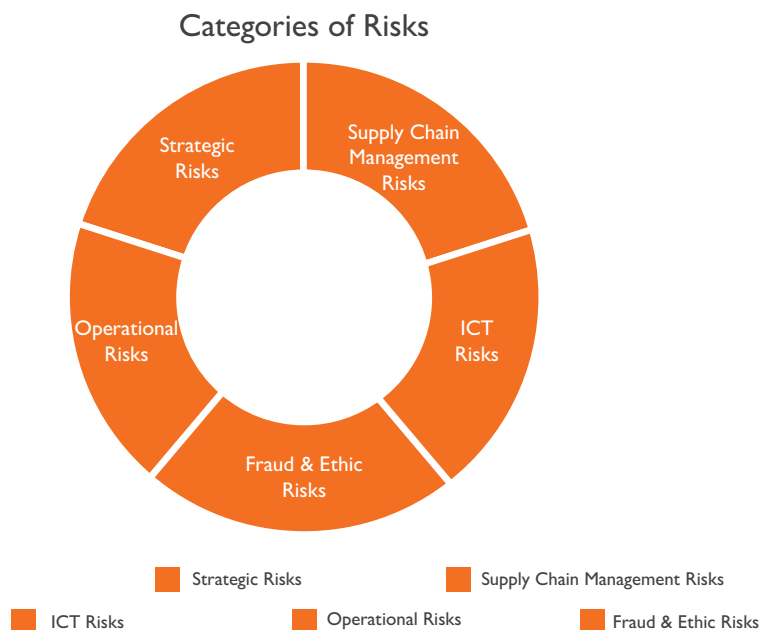 Categories of Risks
Strategic
Risks
Supply Chain
Management
Risks
Operational
Risks
ICT
Risks
Fraud & Ethic
Risks
Strategic Risks
Supply Chain Management Risks
ICT Risks
Operational Risks
Fraud & Ethic Risks